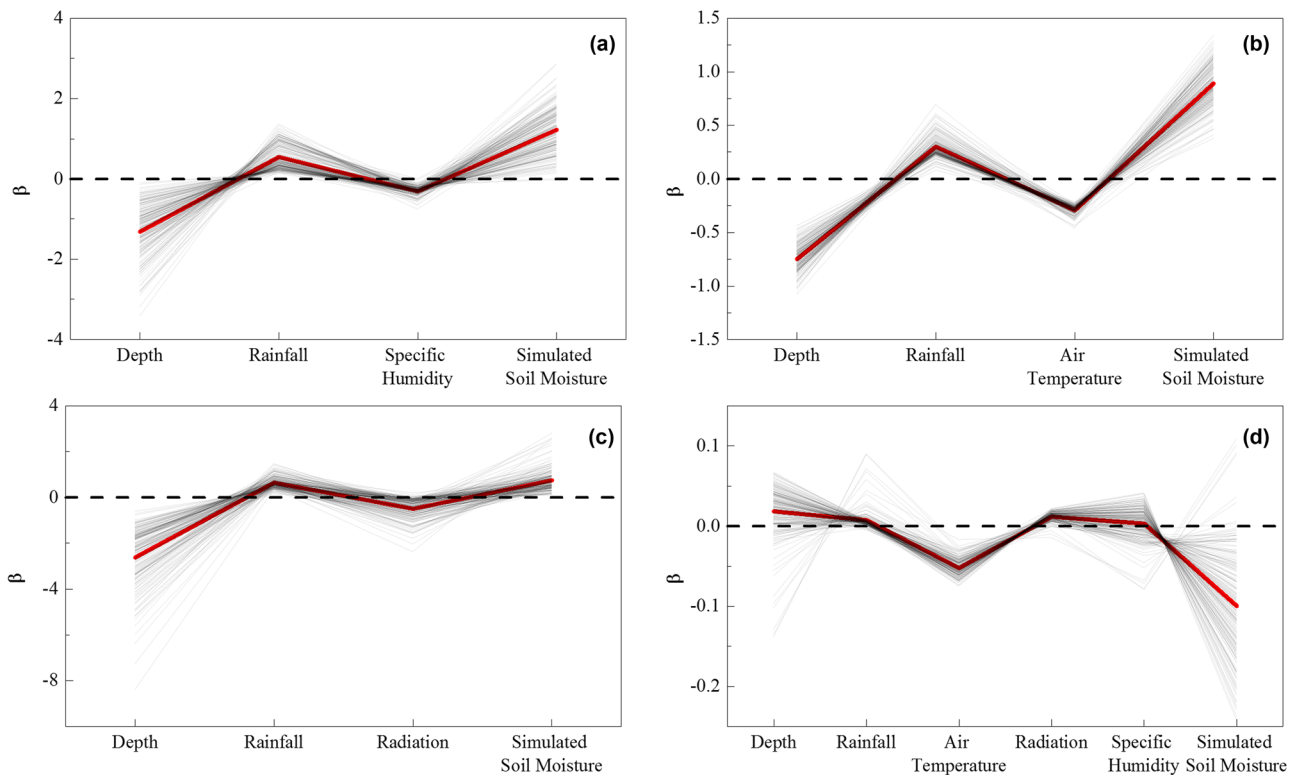 4
2
0
-2
-4
β
(a)
Depth
Rainfall
Specific
Humidity
Simulated
Soil Moisture
1.5
1.0
0.5
0.0
-0.5
-1.0
-1.5
β
(b)
Depth
Rainfall
Air
Temperature
Simulated
Soil Moisture
4
0
-4
-8
β
(c)
Depth
Rainfall
Radiation
Simulated
Soil Moisture
0.1
0.0
-0.1
-0.2
β
(d)
Depth
Rainfall
Air
Temperature
Radiation
Specific
Humidity
Simulated
Soil Moisture